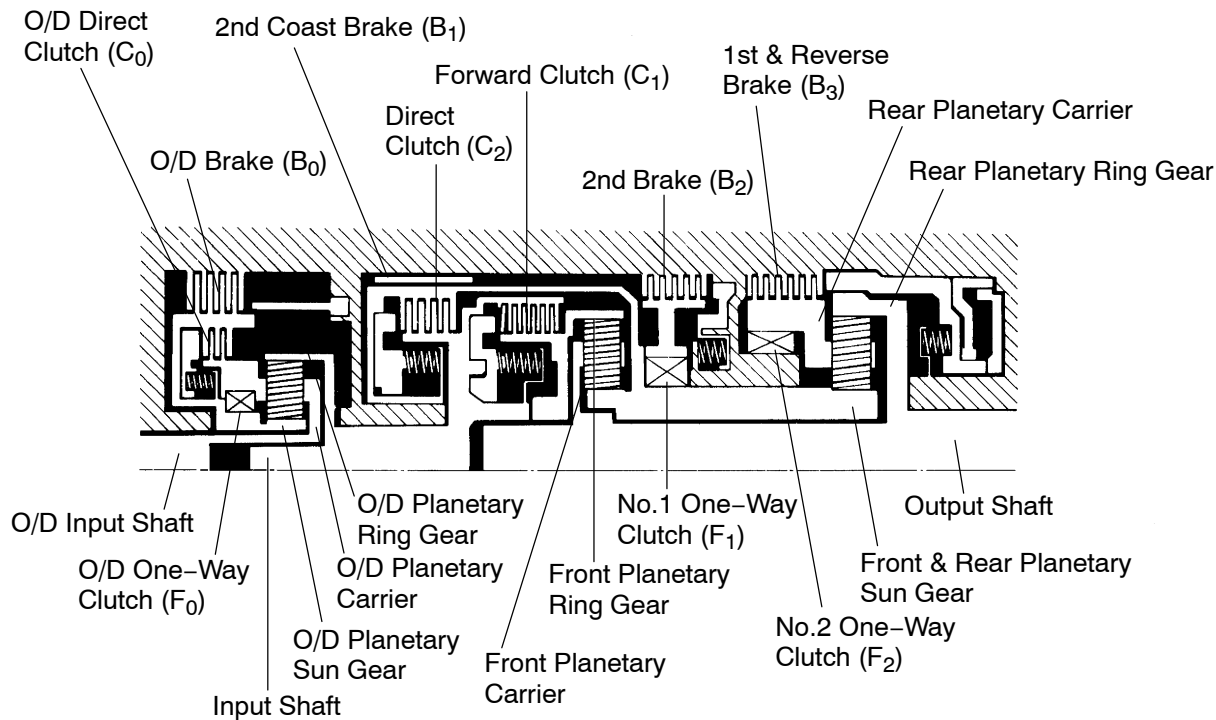 O/D Direct
Clutch (C0)
2nd Coast Brake (B1)
Forward Clutch (C1)
1st & Reverse
Brake (B3)
Rear Planetary Carrier
Direct
Clutch (C2)
O/D Brake (B0)
2nd Brake (B2)
Rear Planetary Ring Gear
O/D Input Shaft
O/D One−Way
Clutch (F0)
O/D Planetary
Ring Gear
O/D Planetary
Carrier
O/D Planetary
Sun Gear
Input Shaft
No.1 One−Way
Clutch (F1)
Front Planetary
Ring Gear
Front Planetary
Carrier
Output Shaft
Front & Rear Planetary
Sun Gear
No.2 One−Way
Clutch (F2)